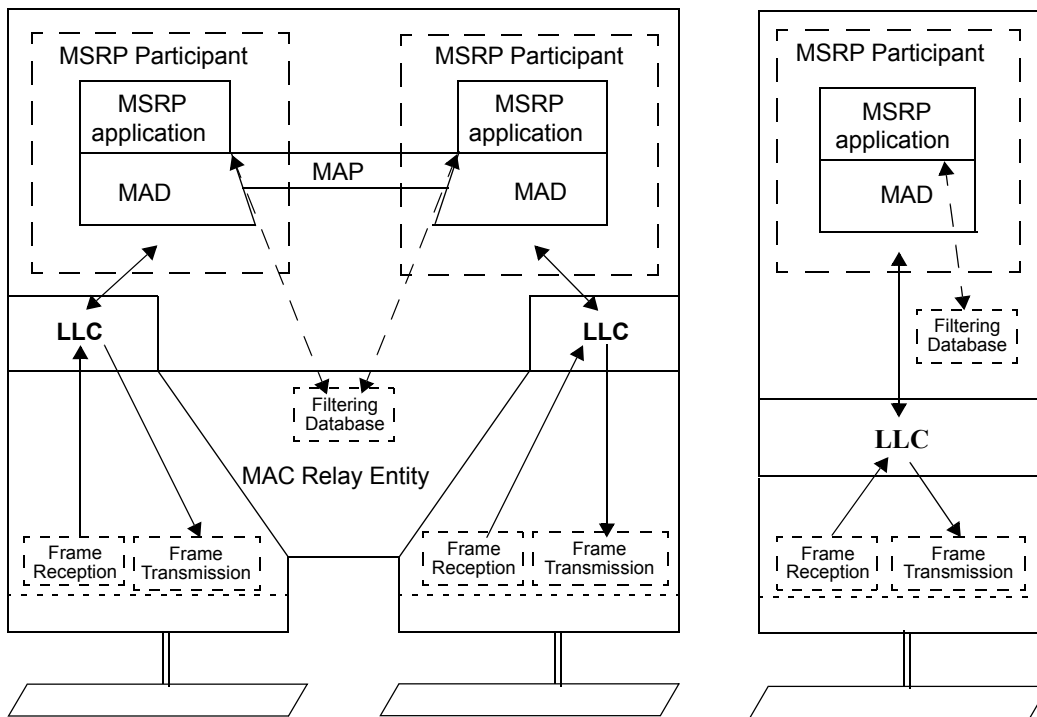 MSRP Participant
MSRP
application
MAD
MAP
MSRP Participant
MSRP
application
MAD
LLC
LLC
Filtering
Database
MAC Relay Entity
Frame
Reception
Frame
Transmission
Frame
Reception
Frame
Transmission
MSRP Participant
MSRP
application
MAD
Filtering
Database
LLC
Frame
Reception
Frame
Transmission